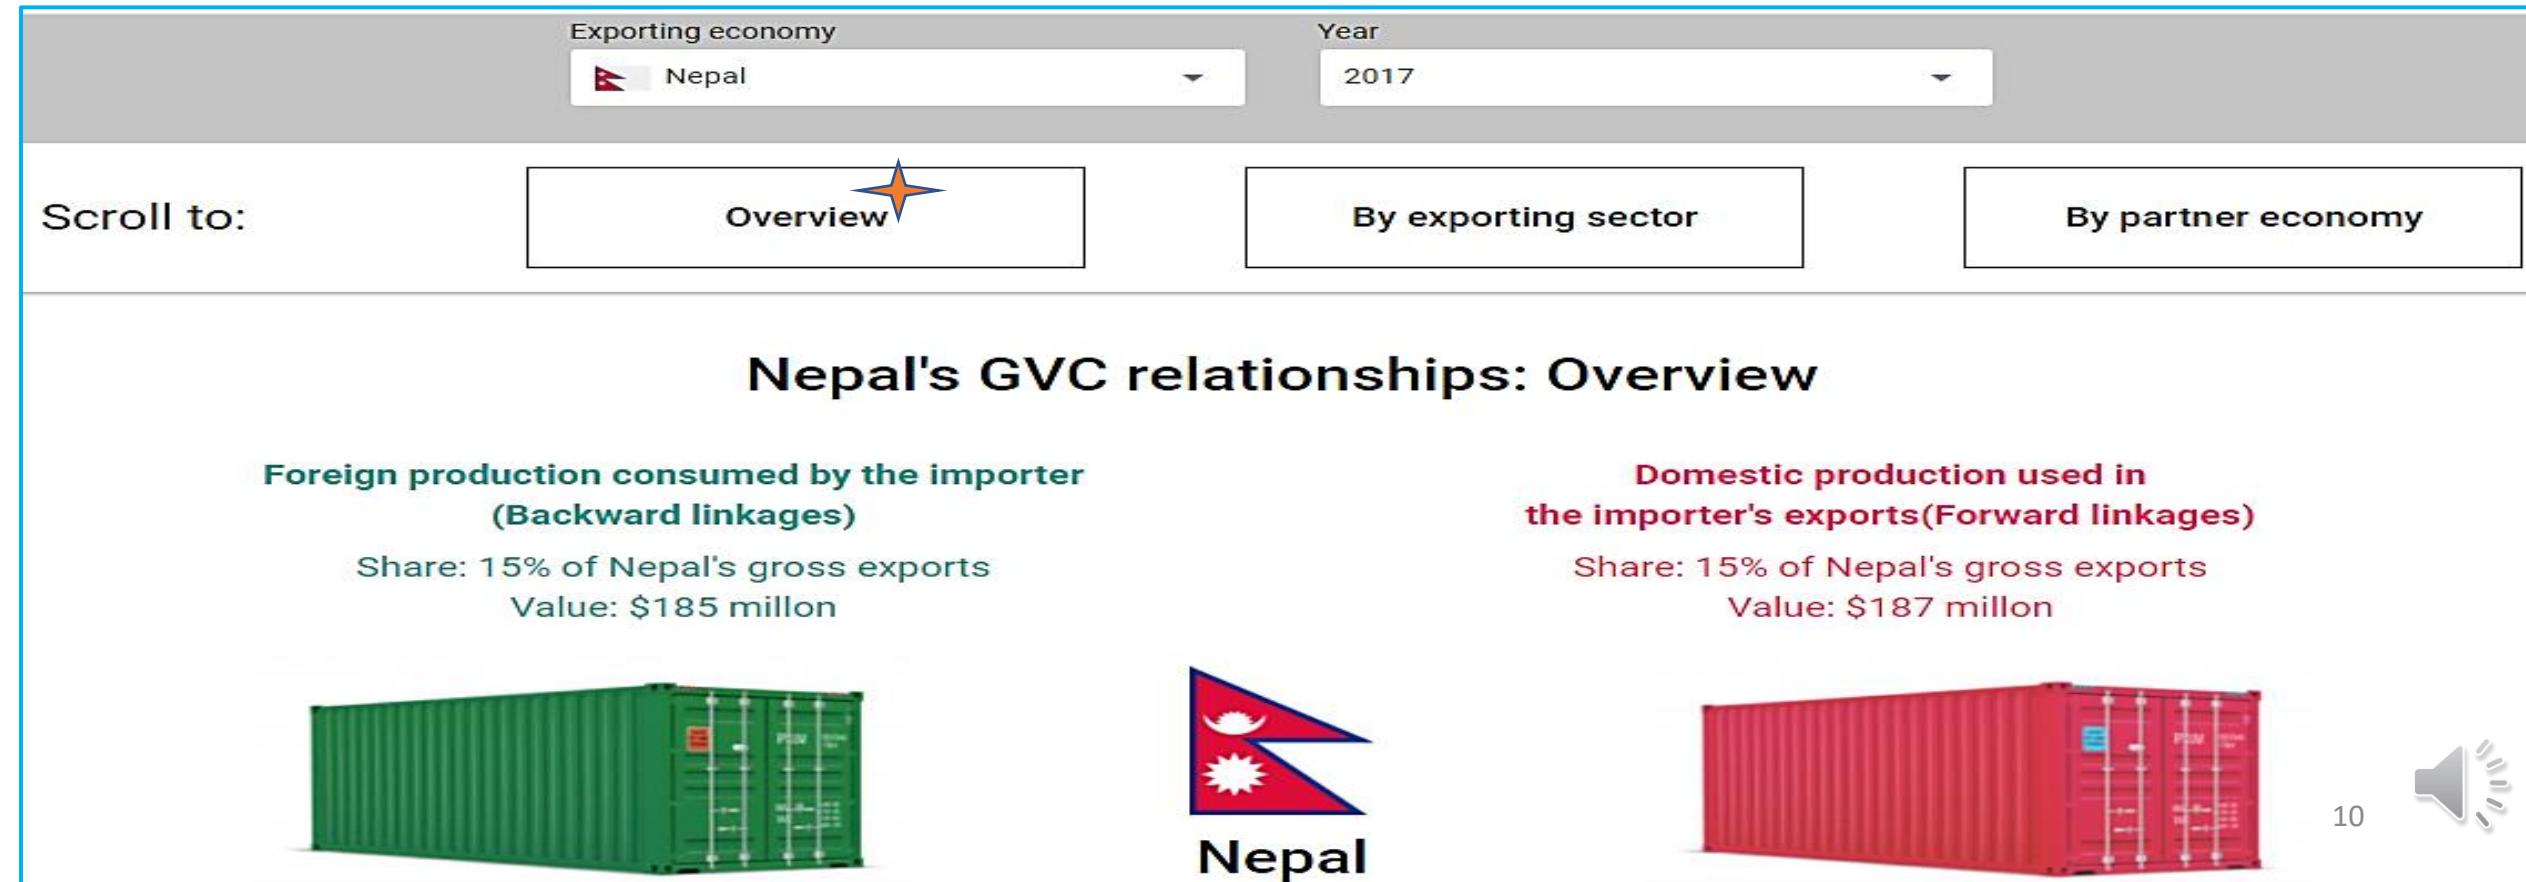 Exporting economy
Year
Nepal
2017
Scroll to:
Overview
By exporting sector
By partner economy
Nepal's GVC relationships: Overview
Foreign production consumed by the importer
(Backward linkages)
Share: 15% of Nepal's gross exports
Value: $185 millon
Domestic production used in
the importer's exports(Forward linkages)
Share: 15% of Nepal's gross exports
Value: $187 millon
Nepal
10